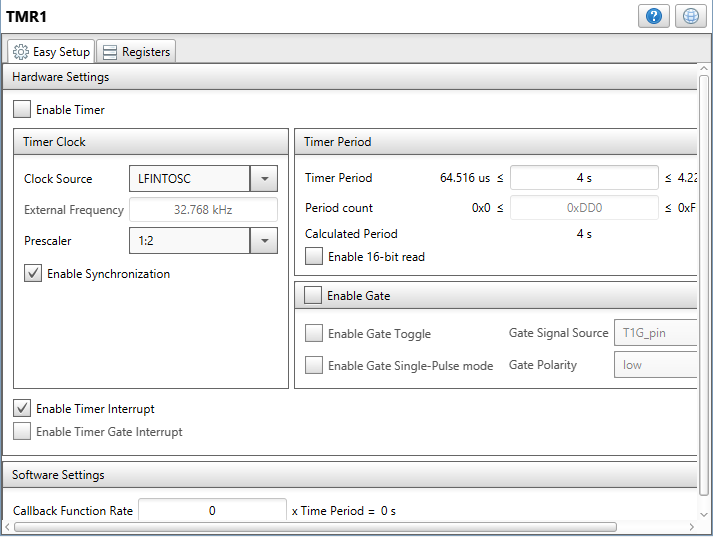 TMR1
Easy Setup Registers
Hardware Settings
Enable Timer
Timer Clock
Clock Source LFINTOSC
External Frequency 32.768 kHz
Prescaler 1:2
Enable Synchronization
Timer Period
Timer Period 64.516 us ≤ 4 s ≤ 4.22
Period count 0x0 ≤ 0xDD0 ≤ 0xF
Calculated Period 4 s
Enable 16-bit read
Enable Gate
Enable Gate Toggle Gate Signal Source T1G_pin
Enable Gate Single-Pulse mode Gate Polarity low
Enable Timer Interrupt
Enable Timer Gate Interrupt
Software Settings
Callback Function Rate 0 x Time Period = 0 s